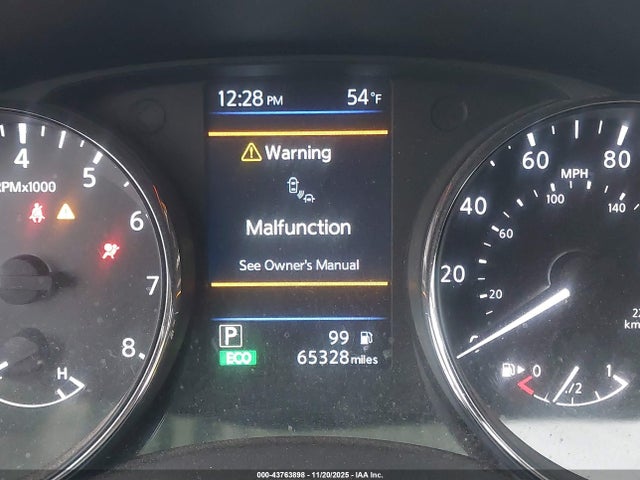 12:28 PM 54°F
Warning
Malfunction
See Owner's Manual
P 99
ECO 65328 miles
4 5 6 7 8
RPMx1000
H
20 40 60 80
MPH
20 60 100 140
km
0 1/2 1
000-43763898 - 11/20/2025 - IAA Inc.